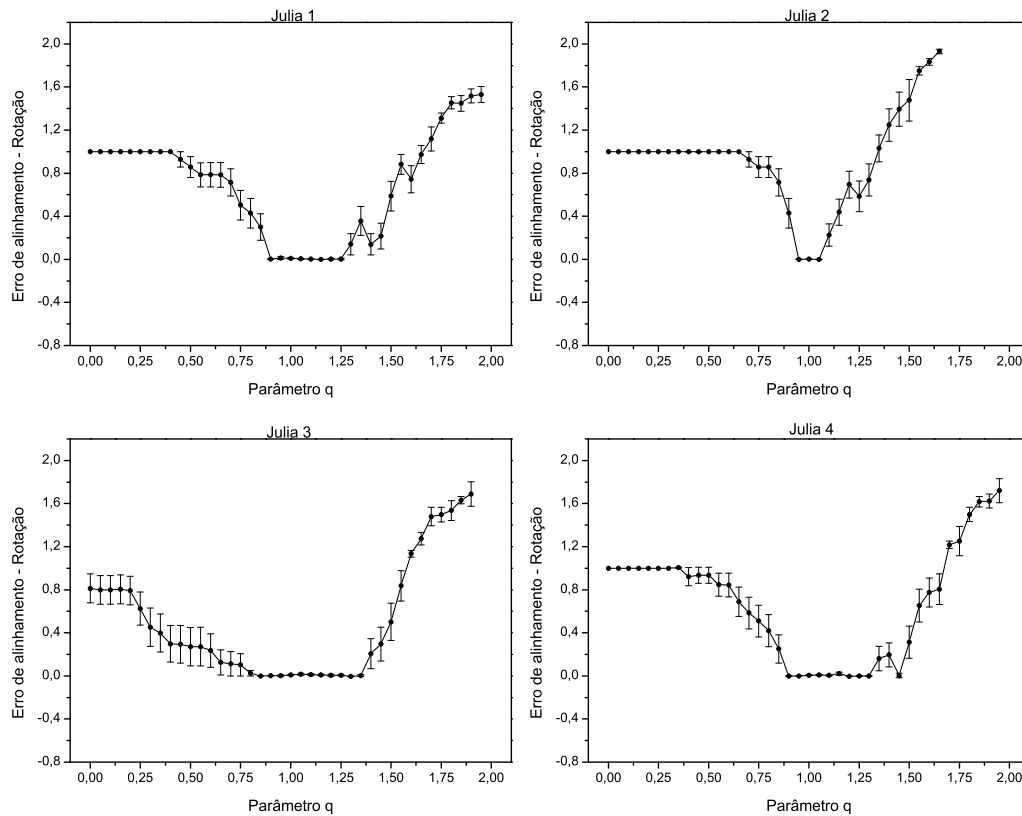 Julia 1
Erro de alinhamento - Rotação
2,0
1,6
1,2
0,8
0,4
0,0
-0,4
-0,8
0,00 0,25 0,50 0,75 1,00 1,25 1,50 1,75 2,00
Parâmetro q
Julia 2
Erro de alinhamento - Rotação
2,0
1,6
1,2
0,8
0,4
0,0
-0,4
-0,8
0,00 0,25 0,50 0,75 1,00 1,25 1,50 1,75 2,00
Parâmetro q
Julia 3
Erro de alinhamento - Rotação
2,0
1,6
1,2
0,8
0,4
0,0
-0,4
-0,8
0,00 0,25 0,50 0,75 1,00 1,25 1,50 1,75 2,00
Parâmetro q
Julia 4
Erro de alinhamento - Rotação
2,0
1,6
1,2
0,8
0,4
0,0
-0,4
-0,8
0,00 0,25 0,50 0,75 1,00 1,25 1,50 1,75 2,00
Parâmetro q